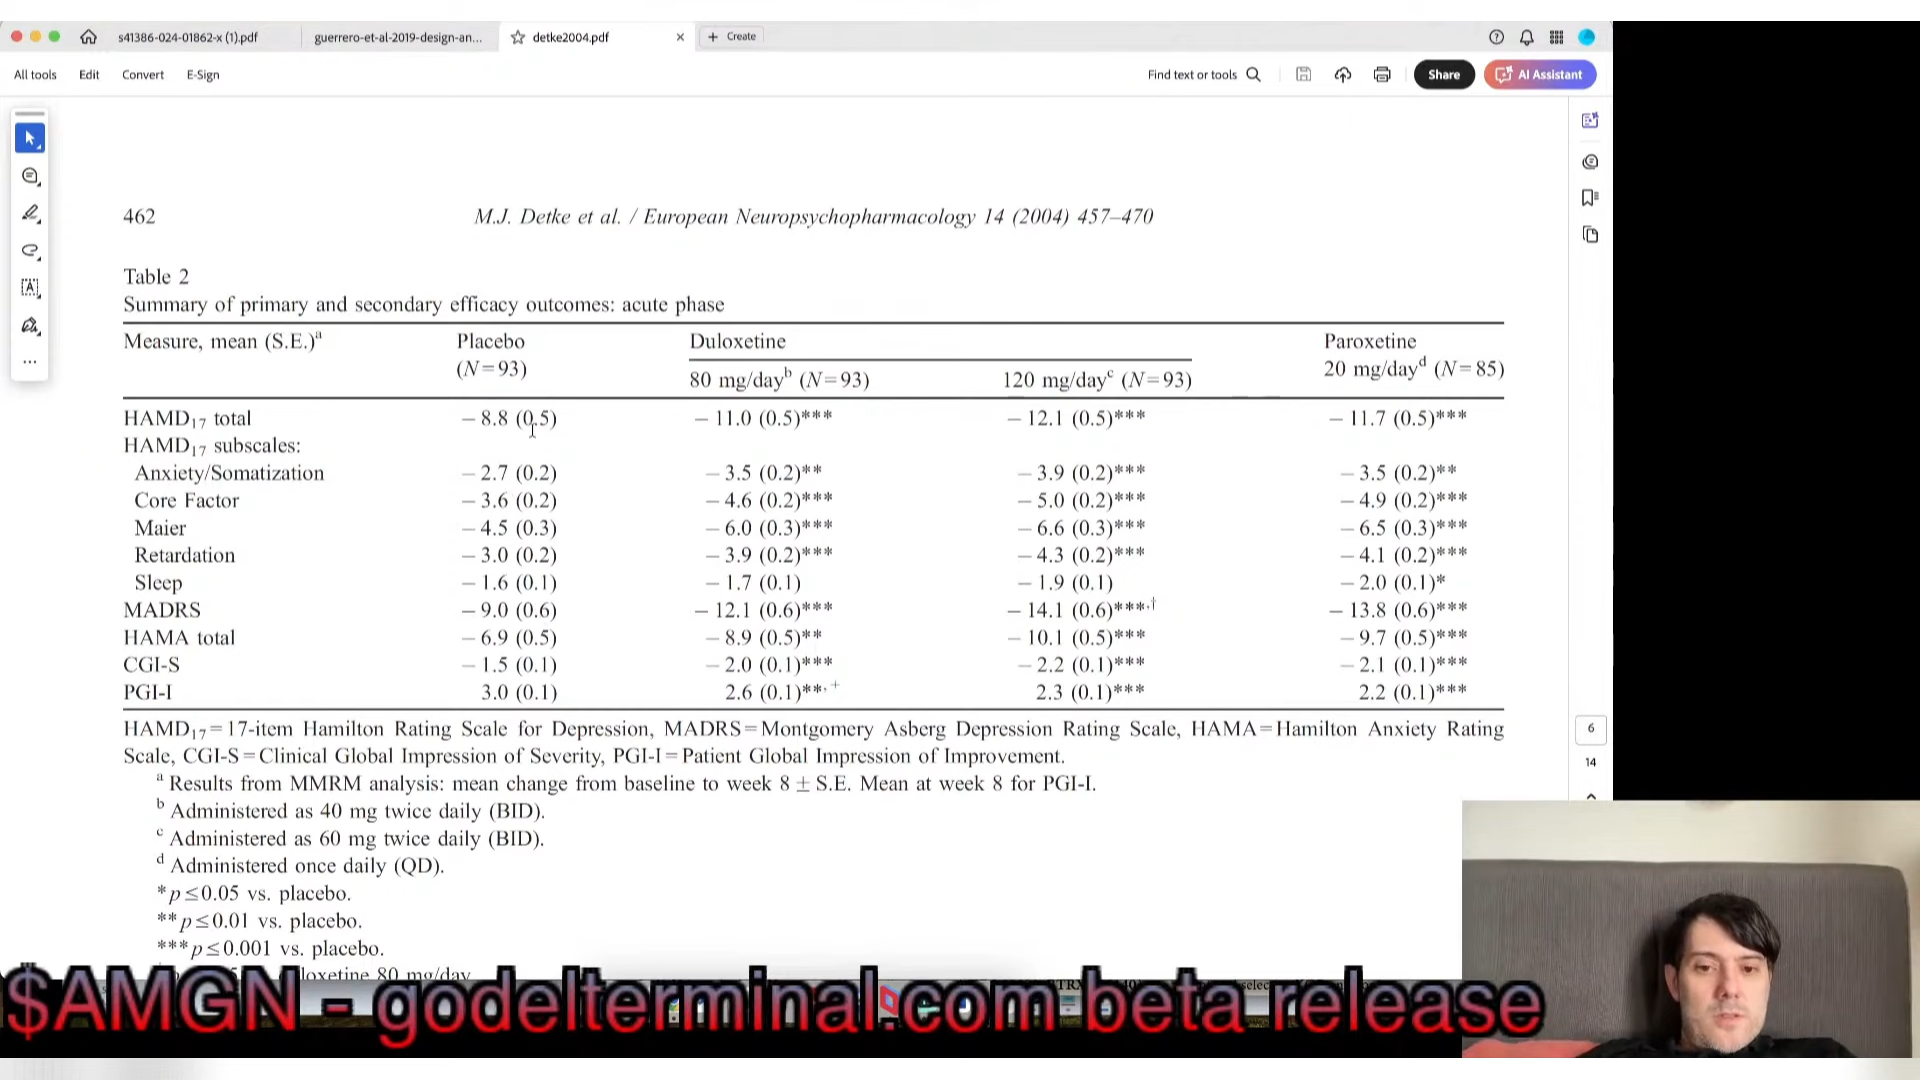 s41386-024-01862-x (1).pdf
guerrero-et-al-2019-design-an...
detke2004.pdf
Create
All tools Edit Convert E-Sign
Find text or tools
Share
AI Assistant
462 M.J. Detke et al. / European Neuropsychopharmacology 14 (2004) 457–470
Table 2
Summary of primary and secondary efficacy outcomes: acute phase
Measure, mean (S.E.)a Placebo Duloxetine Paroxetine
(N=93) 80 mg/dayb (N=93) 120 mg/dayc (N=93) 20 mg/dayd (N=85)
HAMD17 total − 8.8 (0.5) − 11.0 (0.5)*** − 12.1 (0.5)*** − 11.7 (0.5)***
HAMD17 subscales:
Anxiety/Somatization − 2.7 (0.2) − 3.5 (0.2)** − 3.9 (0.2)*** − 3.5 (0.2)**
Core Factor − 3.6 (0.2) − 4.6 (0.2)*** − 5.0 (0.2)*** − 4.9 (0.2)***
Maier − 4.5 (0.3) − 6.0 (0.3)*** − 6.6 (0.3)*** − 6.5 (0.3)***
Retardation − 3.0 (0.2) − 3.9 (0.2)*** − 4.3 (0.2)*** − 4.1 (0.2)***
Sleep − 1.6 (0.1) − 1.7 (0.1) − 1.9 (0.1) − 2.0 (0.1)*
MADRS − 9.0 (0.6) − 12.1 (0.6)*** − 14.1 (0.6)***,† − 13.8 (0.6)***
HAMA total − 6.9 (0.5) − 8.9 (0.5)** − 10.1 (0.5)*** − 9.7 (0.5)***
CGI-S − 1.5 (0.1) − 2.0 (0.1)*** − 2.2 (0.1)*** − 2.1 (0.1)***
PGI-I 3.0 (0.1) 2.6 (0.1)**,+ 2.3 (0.1)*** 2.2 (0.1)***
HAMD17=17-item Hamilton Rating Scale for Depression, MADRS=Montgomery Asberg Depression Rating Scale, HAMA=Hamilton Anxiety Rating
Scale, CGI-S=Clinical Global Impression of Severity, PGI-I=Patient Global Impression of Improvement.
a Results from MMRM analysis: mean change from baseline to week 8 ± S.E. Mean at week 8 for PGI-I.
b Administered as 40 mg twice daily (BID).
c Administered as 60 mg twice daily (BID).
d Administered once daily (QD).
* p≤0.05 vs. placebo.
** p≤0.01 vs. placebo.
*** p≤0.001 vs. placebo.
loxetine 80 mg/day
6
14
$AMGN - godelterminal.com beta release